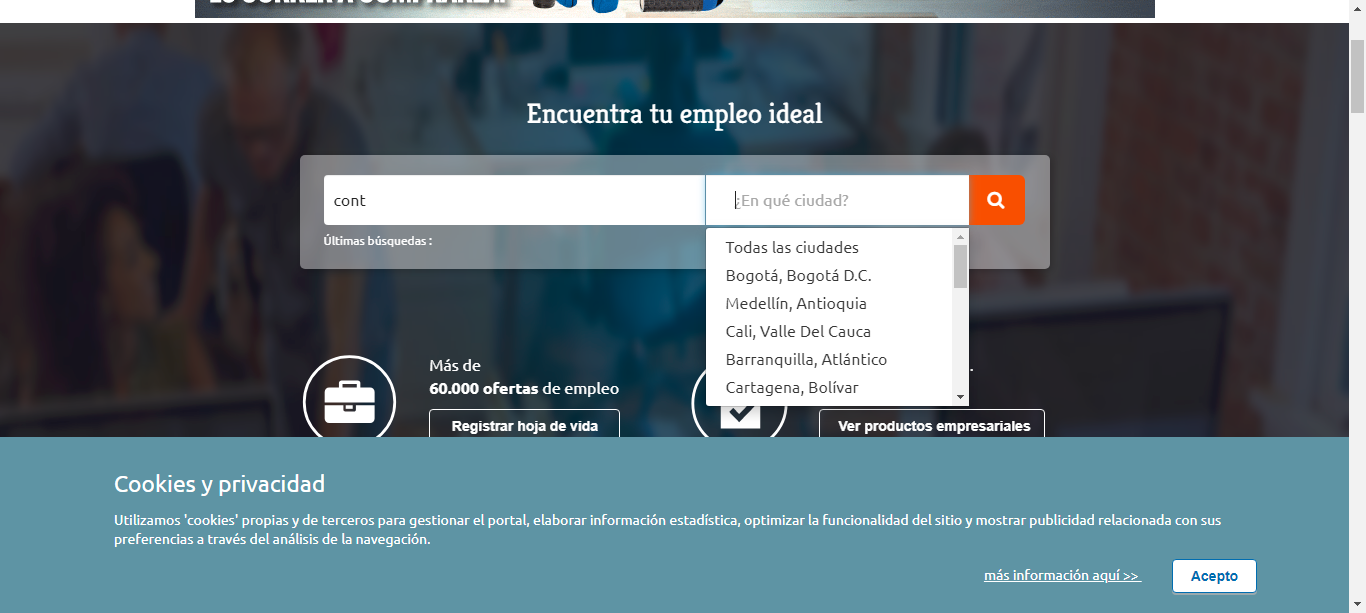 Encuentra tu empleo ideal
cont
¿En qué ciudad?
Últimas búsquedas :
Todas las ciudades
Bogotá, Bogotá D.C.
Medellín, Antioquia
Cali, Valle Del Cauca
Barranquilla, Atlántico
Cartagena, Bolívar
Más de
60.000 ofertas de empleo
Registrar hoja de vida
Ver productos empresariales
Cookies y privacidad
Utilizamos 'cookies' propias y de terceros para gestionar el portal, elaborar información estadística, optimizar la funcionalidad del sitio y mostrar publicidad relacionada con sus
preferencias a través del análisis de la navegación.
más información aquí >>
Acepto